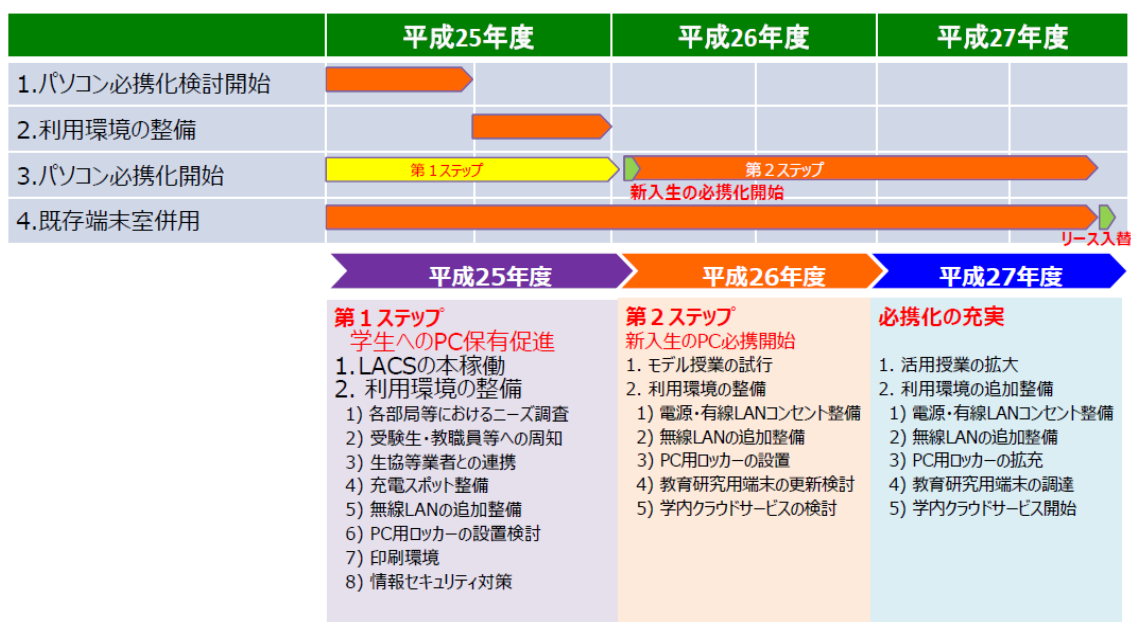 平成25年度
平成26年度
平成27年度
1.パソコン必携化検討開始
2.利用環境の整備
3.パソコン必携化開始
第1ステップ
第2ステップ
新入生の必携化開始
4.既存端末室併用
リース入替
平成25年度
平成26年度
平成27年度
第1ステップ
学生へのPC保有促進
1.LACSの本稼働
2. 利用環境の整備
1) 各部局等におけるニーズ調査
2) 受験生・教職員等への周知
3) 生協等業者との連携
4) 充電スポット整備
5) 無線LANの追加整備
6) PC用ロッカーの設置検討
7) 印刷環境
8) 情報セキュリティ対策
第2ステップ
新入生のPC必携開始
1. モデル授業の試行
2. 利用環境の整備
1) 電源・有線LANコンセント整備
2) 無線LANの追加整備
3) PC用ロッカーの設置
4) 教育研究用端末の更新検討
5) 学内クラウドサービスの検討
必携化の充実
1. 活用授業の拡大
2. 利用環境の追加整備
1) 電源・有線LANコンセント整備
2) 無線LANの追加整備
3) PC用ロッカーの拡充
4) 教育研究用端末の調達
5) 学内クラウドサービス開始